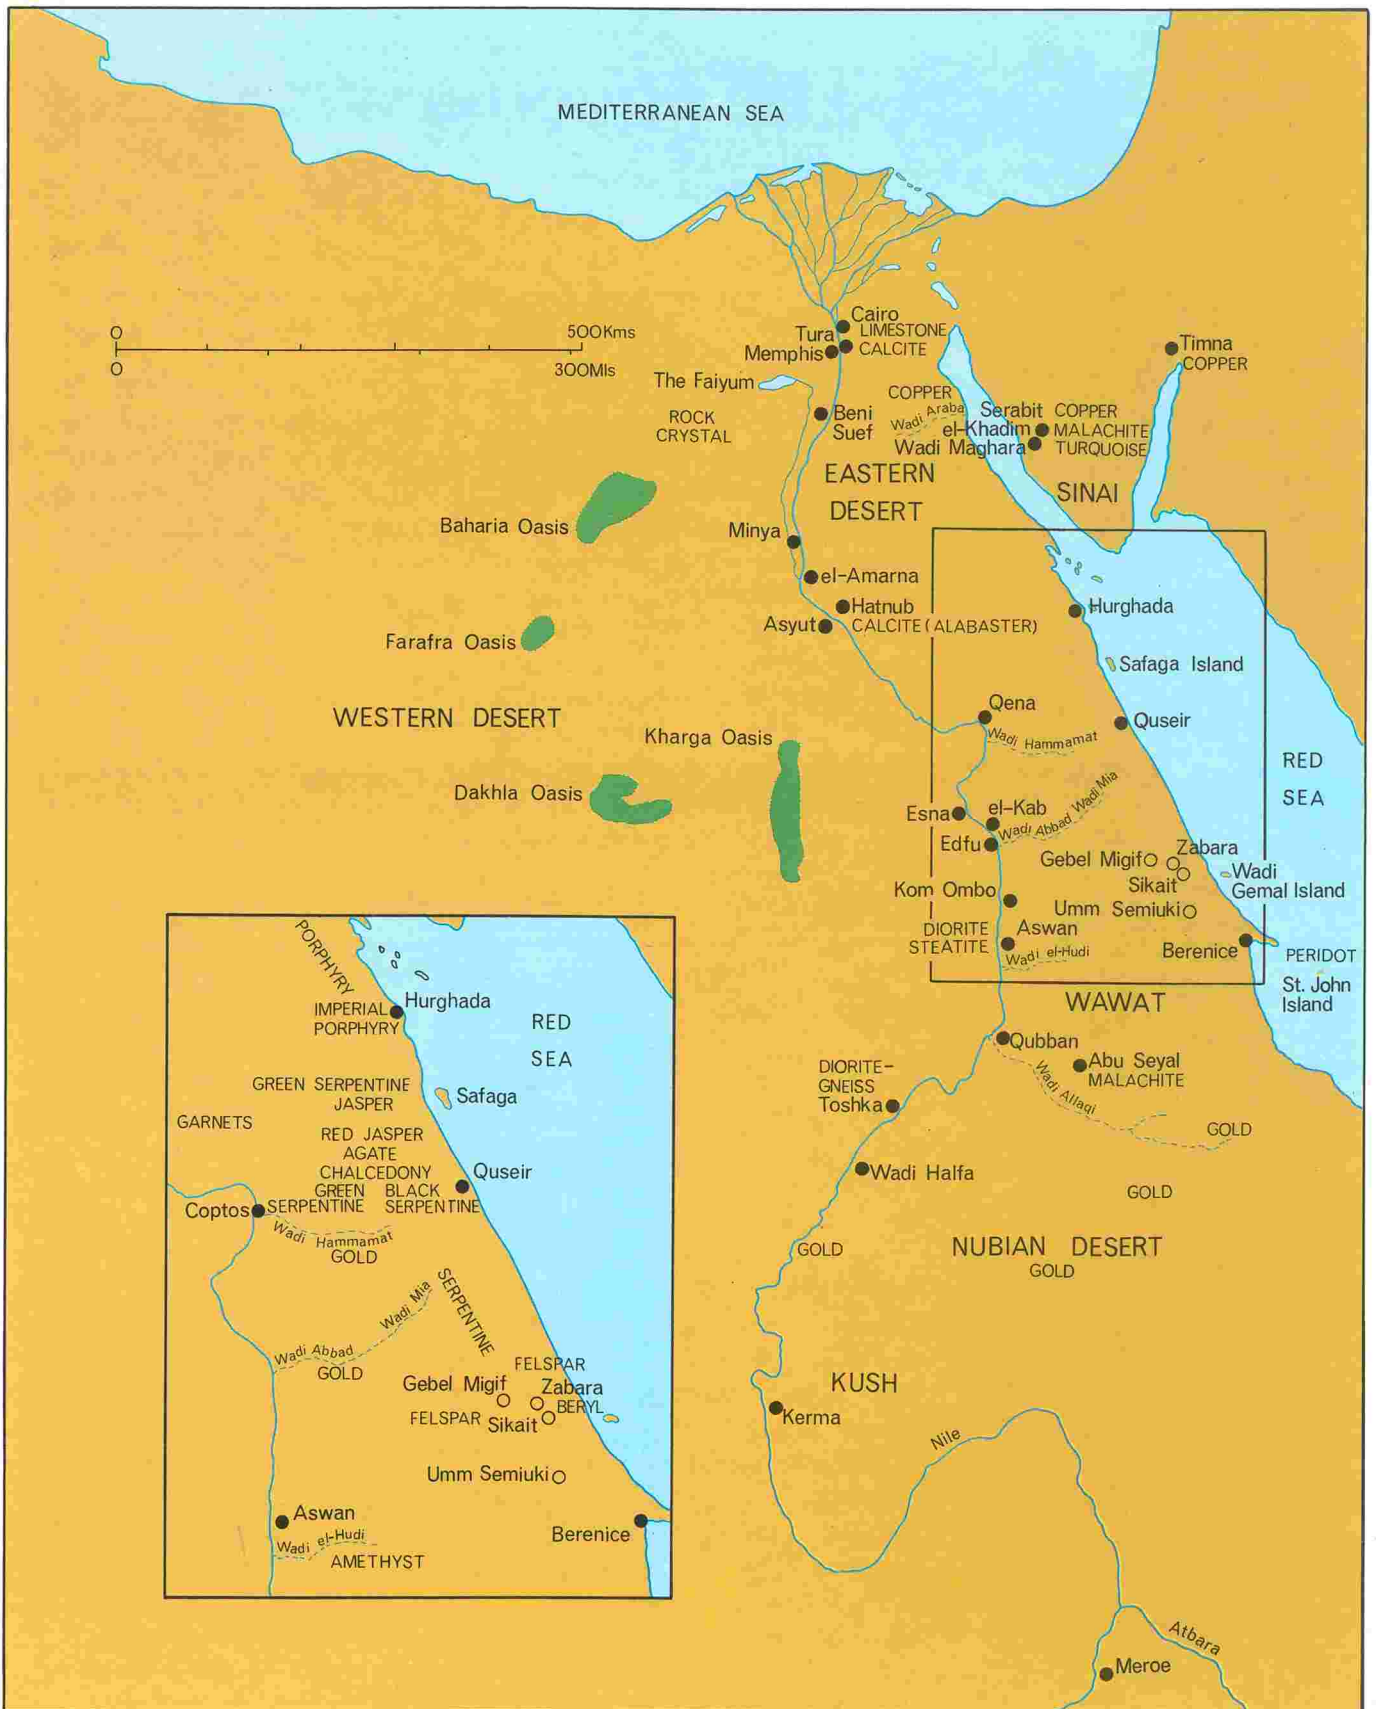 MEDITERRANEAN SEA
0 500Kms
0 300Mls
Cairo
Tura LIMESTONE
Memphis CALCITE
The Faiyum
ROCK
CRYSTAL
Beni
Suef
COPPER
Wadi Araba
Serabit
el-Khadim
Wadi Maghara
COPPER
MALACHITE
TURQUOISE
Timna
COPPER
EASTERN
DESERT
SINAI
Baharia Oasis
Minya
el-Amarna
Hatnub
Asyut CALCITE (ALABASTER)
Farafra Oasis
Hurghada
Safaga Island
WESTERN DESERT
Qena
Quseir
Wadi Hammamat
Kharga Oasis
RED
SEA
Dakhla Oasis
Wadi Mia
Esna
el-Kab
Wadi Abbad
Edfu
Gebel Migif
Zabara
Sikait
Wadi
Gemal Island
Kom Ombo
Umm Semiuki
DIORITE
STEATITE
Aswan
Wadi el-Hudi
Berenice
PERIDOT
St. John
Island
WAWAT
Qubban
Abu Seyal
MALACHITE
Wadi Allaqi
DIORITE-
GNEISS
Toshka
GOLD
Wadi Halfa
GOLD
GOLD
NUBIAN DESERT
GOLD
KUSH
Kerma
Nile
Atbara
Meroe
PORPHYRY
IMPERIAL
PORPHYRY
Hurghada
RED
SEA
GREEN SERPENTINE
JASPER
Safaga
GARNETS
RED JASPER
AGATE
CHALCEDONY
GREEN BLACK
SERPENTINE SERPENTINE
Quseir
Coptos
Wadi Hammamat
GOLD
Wadi Mia
SERPENTINE
Wadi Abbad
GOLD
FELSPAR
Gebel Migif
Zabara
BERYL
FELSPAR
Sikait
Umm Semiuki
Aswan
Wadi el-Hudi
AMETHYST
Berenice